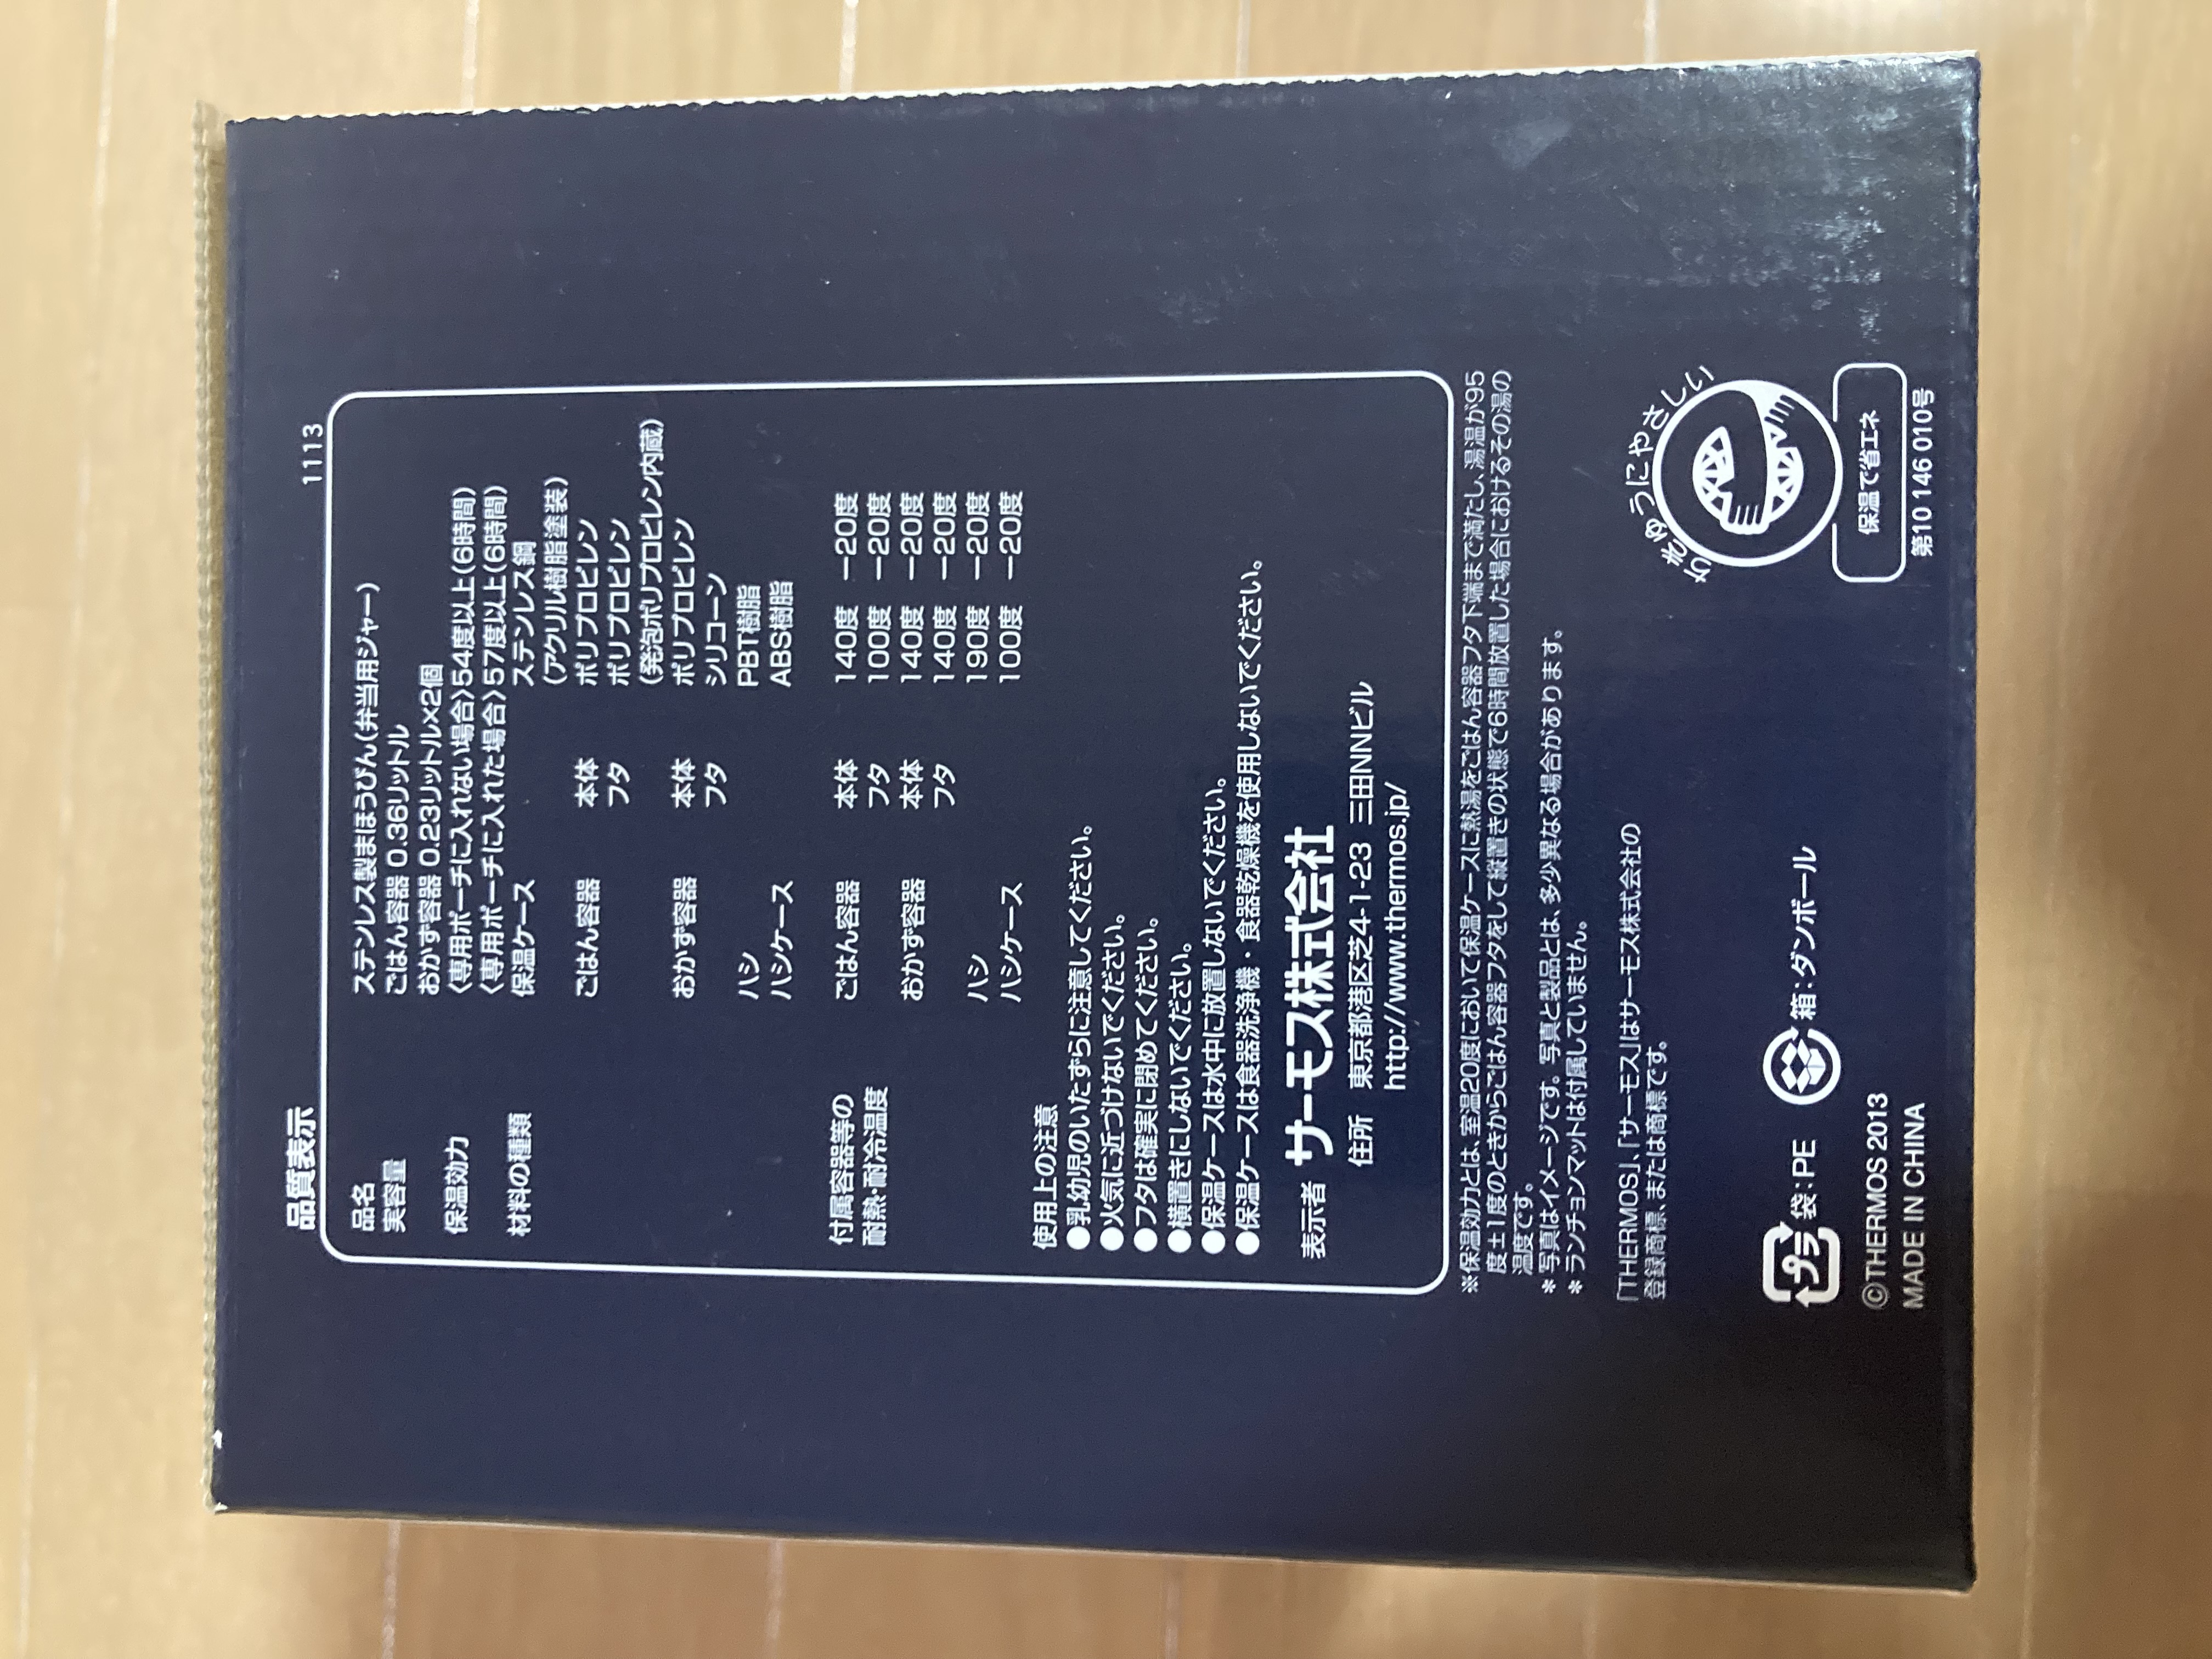 品質表示 1113
品名 ステンレス製まほうびん(弁当用ジャー)
実容量 ごはん容器 0.36リットル
おかず容器 0.23リットル×2個
保温効力 〈専用ポーチに入れない場合〉54度以上(6時間)
〈専用ポーチに入れた場合〉57度以上(6時間)
材料の種類 保温ケース ステンレス鋼
(アクリル樹脂塗装)
ごはん容器 本体 ポリプロピレン
フタ ポリプロピレン
(発泡ポリプロピレン内蔵)
おかず容器 本体 ポリプロピレン
フタ シリコーン
ハシ PBT樹脂
ハシケース ABS樹脂
付属容器等の ごはん容器 本体 140度 −20度
耐熱・耐冷温度 フタ 100度 −20度
おかず容器 本体 140度 −20度
フタ 140度 −20度
ハシ 190度 −20度
ハシケース 100度 −20度
使用上の注意
●乳幼児のいたずらに注意してください。
●火気に近づけないでください。
●フタは確実に閉めてください。
●横置きにしないでください。
●保温ケースは水中に放置しないでください。
●保温ケースは食器洗浄機・食器乾燥機を使用しないでください。
表示者 サーモス株式会社
住所 東京都港区芝4-1-23 三田NNビル
http://www.thermos.jp/
※保温効力とは、室温20度において保温ケースに熱湯をごはん容器フタ下端まで満たし、湯温が95
度±1度のときからごはん容器フタをして縦置きの状態で6時間放置した場合におけるその湯の
温度です。
＊写真はイメージです。写真と製品とは、多少異なる場合があります。
＊ランチョンマットは付属していません。
「THERMOS」、「サーモス」はサーモス株式会社の
登録商標、または商標です。
プラ 袋:PE 箱:ダンボール
©THERMOS 2013
MADE IN CHINA
ちきゅうにやさしい
保温で省エネ
第10 146 010号